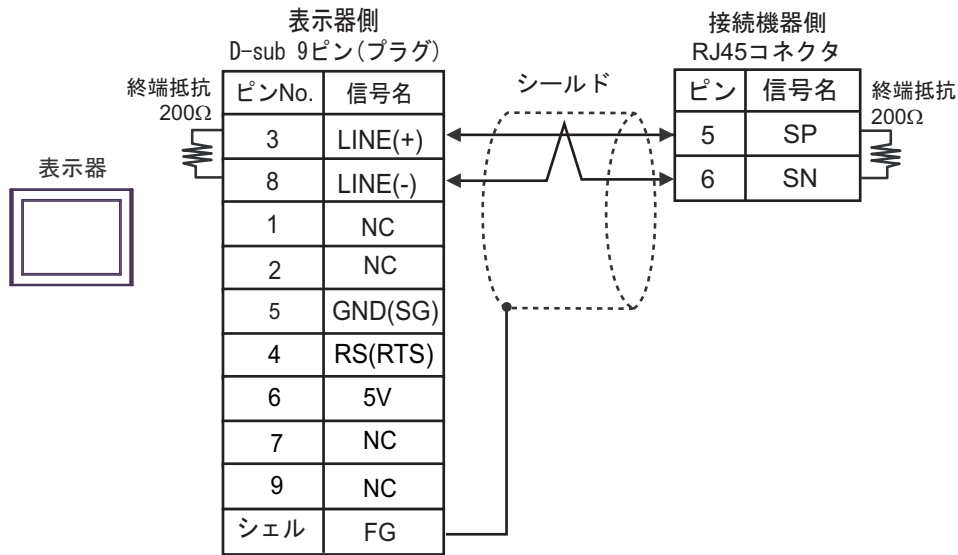 表示器側
D-sub 9ピン(プラグ)
接続機器側
RJ45コネクタ
終端抵抗
200Ω
ピンNo. 信号名
シールド
ピン 信号名
終端抵抗
200Ω
3 LINE(+)
5 SP
表示器
8 LINE(-)
6 SN
1 NC
2 NC
5 GND(SG)
4 RS(RTS)
6 5V
7 NC
9 NC
シェル FG